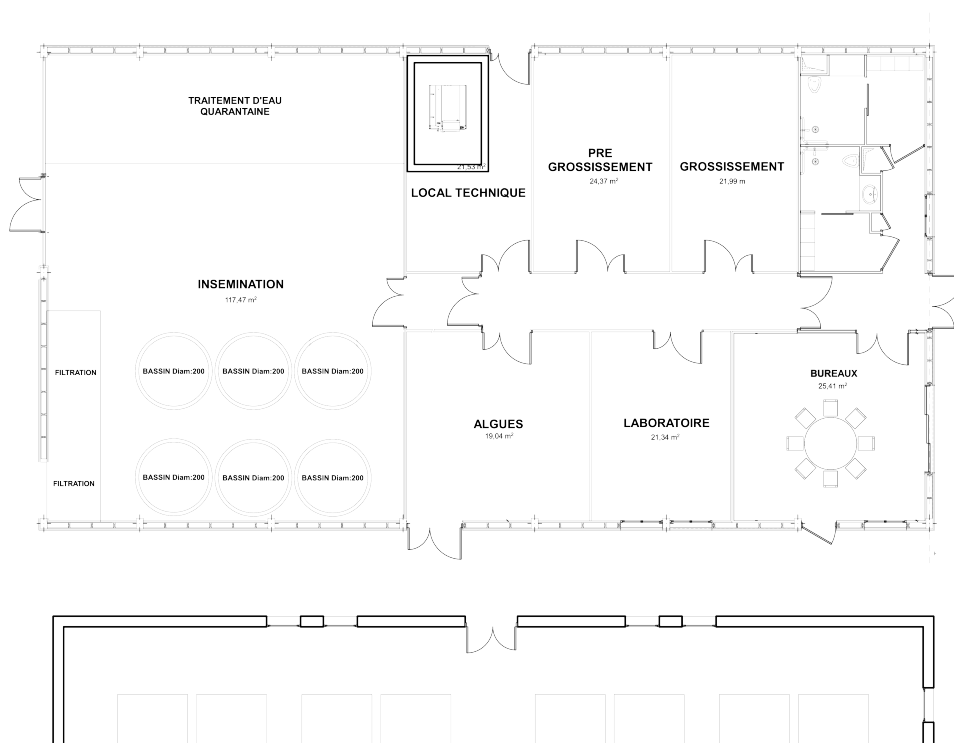 TRAITEMENT D'EAU
QUARANTAINE
21,53 m²
LOCAL TECHNIQUE
PRE
GROSSISSEMENT
24,37 m²
GROSSISSEMENT
21,99 m
INSEMINATION
117,47 m²
FILTRATION
BASSIN Diam:200
BASSIN Diam:200
BASSIN Diam:200
BUREAUX
25,41 m²
ALGUES
19,04 m²
LABORATOIRE
21,34 m²
FILTRATION
BASSIN Diam:200
BASSIN Diam:200
BASSIN Diam:200